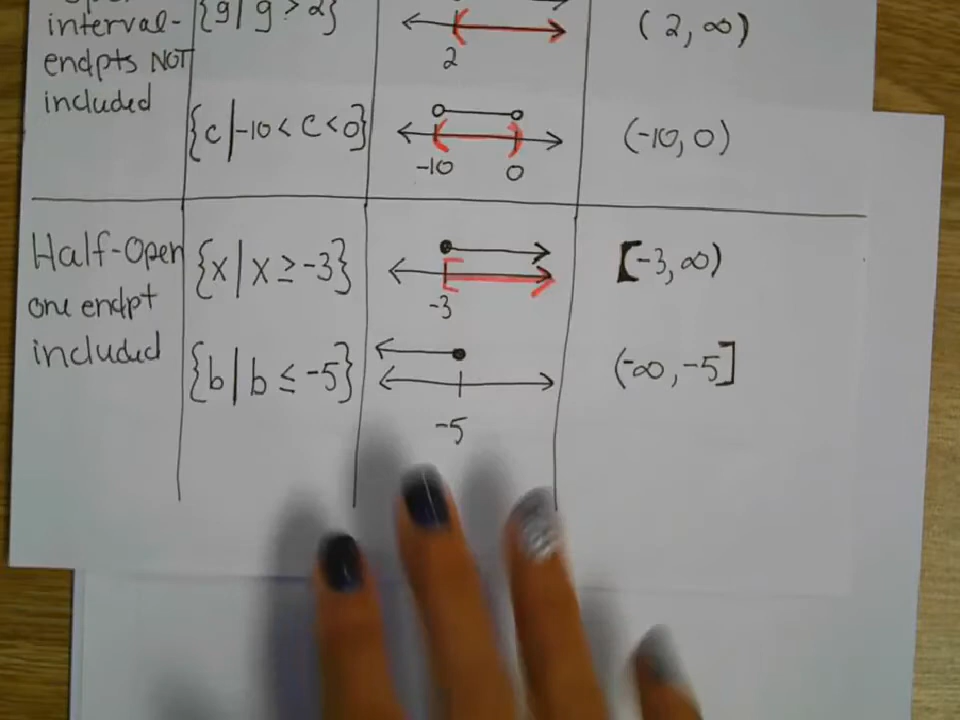 interval-
endpts NOT
included
{g| g > 2}
2
(2, ∞)
{c|-10 < c < 0}
-10 0
(-10, 0)
Half-Open
one endpt
included
{x|x ≥ -3}
-3
[-3, ∞)
{b|b ≤ -5}
-5
(-∞, -5]